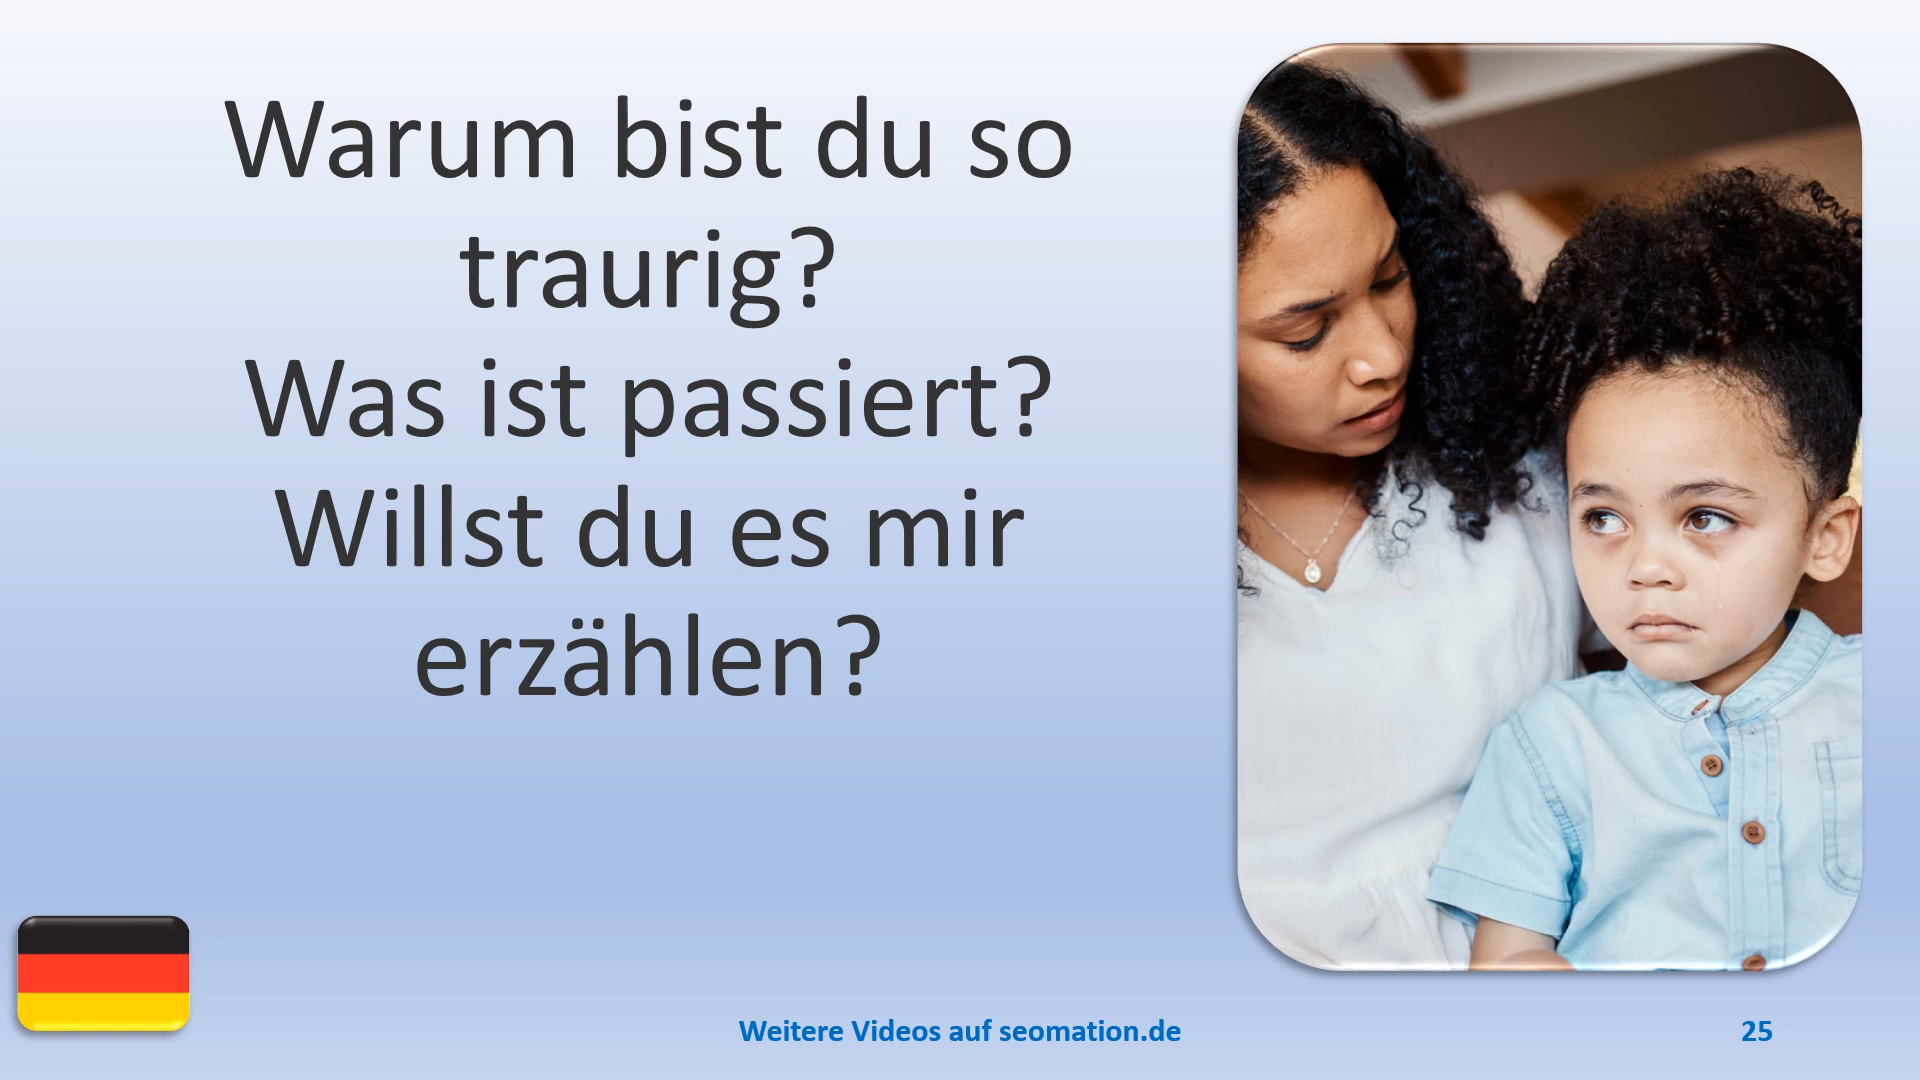 Warum bist du so
traurig?
Was ist passiert?
Willst du es mir
erzählen?
Weitere Videos auf seomation.de
25